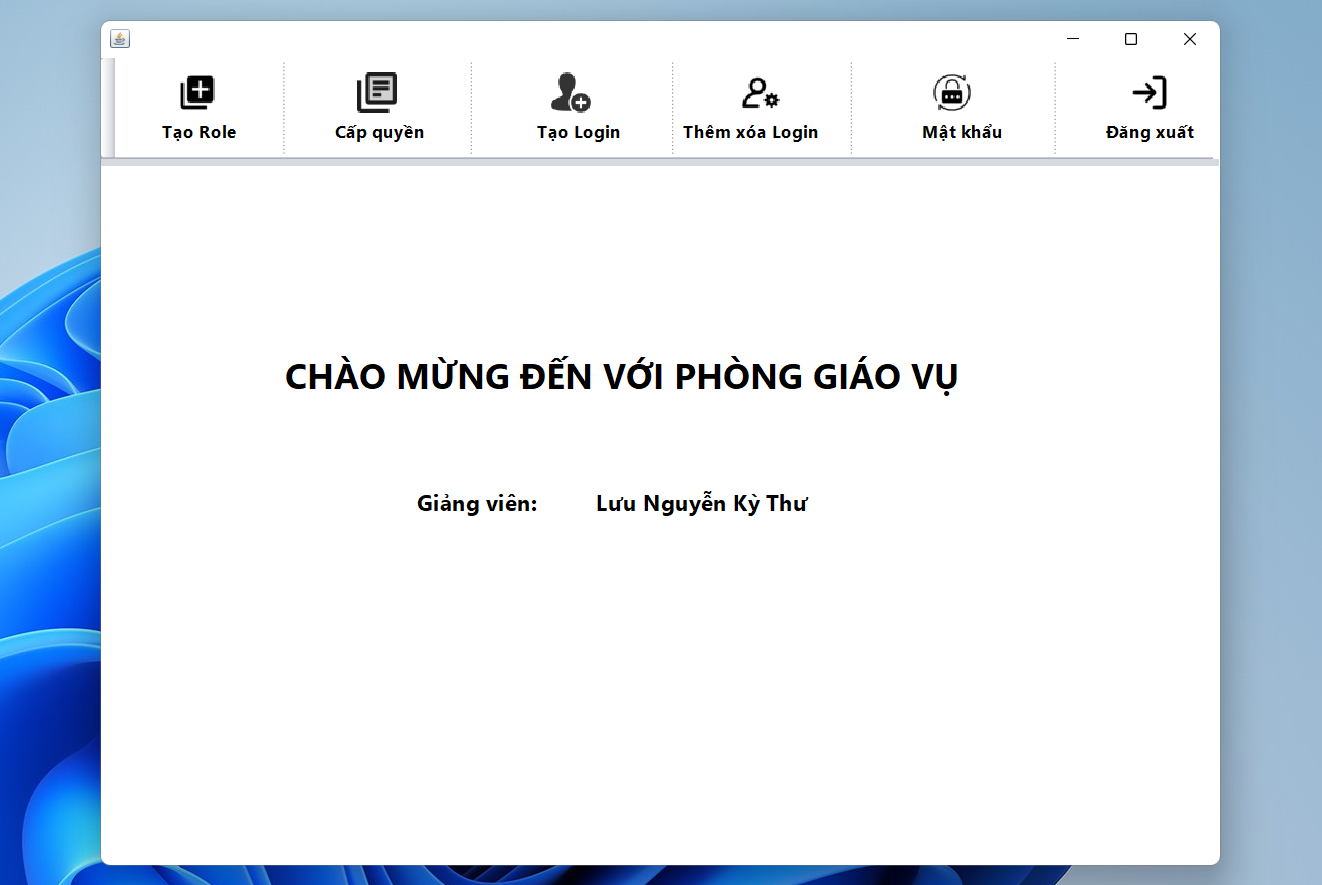 Tạo Role Cấp quyền Tạo Login Thêm xóa Login Mật khẩu Đăng xuất
CHÀO MỪNG ĐẾN VỚI PHÒNG GIÁO VỤ
Giảng viên: Lưu Nguyễn Kỳ Thư